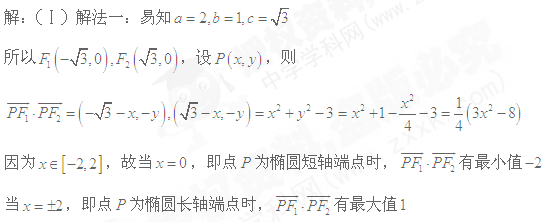 解：（Ⅰ）解法一：易知 a = 2, b = 1, c = √3
所以 F₁(−√3, 0), F₂(√3, 0)，设 P(x, y)，则
PF₁ · PF₂ = (−√3 − x, −y), (√3 − x, −y) = x² + y² − 3 = x² + 1 − x²/4 − 3 = 1/4 (3x² − 8)
因为 x ∈ [−2, 2]，故当 x = 0，即点 P 为椭圆短轴端点时，PF₁ · PF₂ 有最小值 −2
当 x = ±2，即点 P 为椭圆长轴端点时，PF₁ · PF₂ 有最大值 1